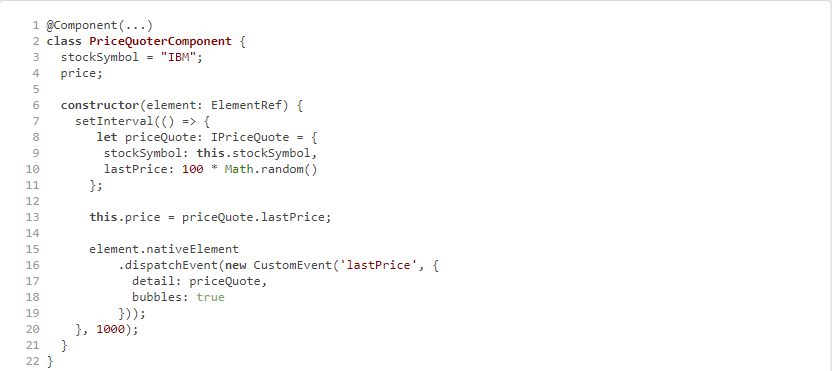 1 @Component(...)
2 class PriceQuoterComponent {
3   stockSymbol = "IBM";
4   price;
5
6   constructor(element: ElementRef) {
7     setInterval(() => {
8        let priceQuote: IPriceQuote = {
9         stockSymbol: this.stockSymbol,
10         lastPrice: 100 * Math.random()
11       };
12
13       this.price = priceQuote.lastPrice;
14
15       element.nativeElement
16           .dispatchEvent(new CustomEvent('lastPrice', {
17             detail: priceQuote,
18             bubbles: true
19           }));
20     }, 1000);
21   }
22 }